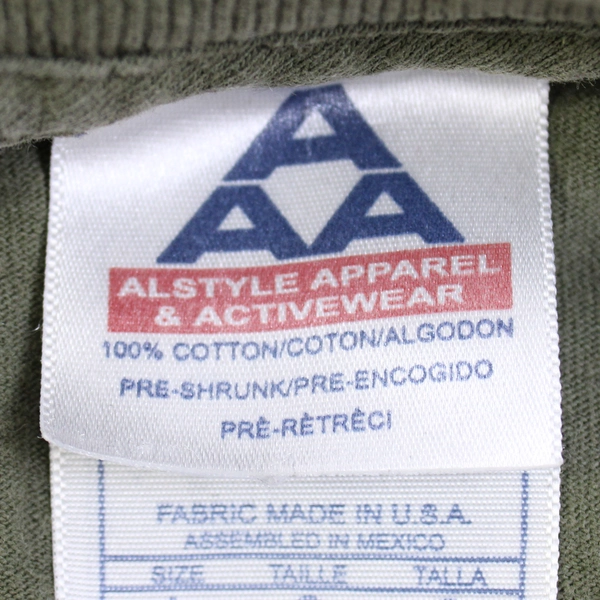 A
AA
ALSTYLE APPAREL
& ACTIVEWEAR
100% COTTON/COTON/ALGODON
PRE-SHRUNK/PRE-ENCOGIDO
PRÈ-RÈTRÈCI
FABRIC MADE IN U.S.A.
ASSEMBLED IN MEXICO
SIZE TAILLE TALLA